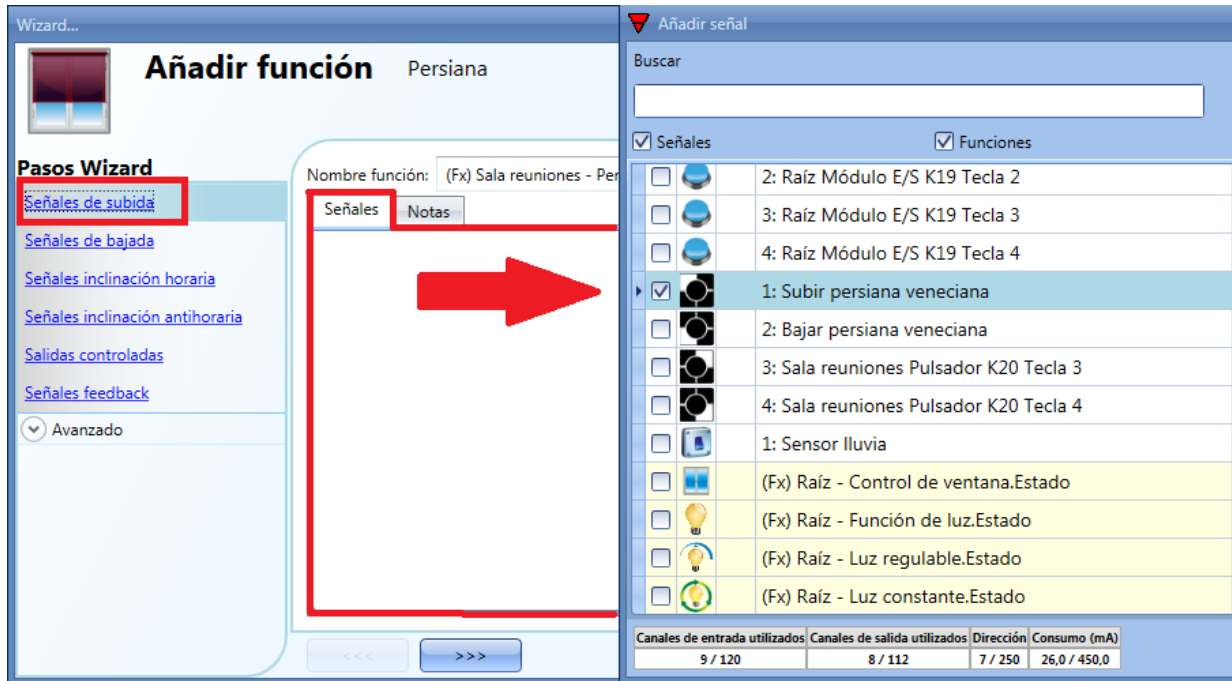 Wizard...
Añadir función Persiana
Pasos Wizard
Señales de subida
Señales de bajada
Señales inclinación horaria
Señales inclinación antihoraria
Salidas controladas
Señales feedback
Avanzado
Nombre función: (Fx) Sala reuniones - Per
Señales Notas
<<< >>>
Añadir señal
Buscar
Señales Funciones
2: Raíz Módulo E/S K19 Tecla 2
3: Raíz Módulo E/S K19 Tecla 3
4: Raíz Módulo E/S K19 Tecla 4
1: Subir persiana veneciana
2: Bajar persiana veneciana
3: Sala reuniones Pulsador K20 Tecla 3
4: Sala reuniones Pulsador K20 Tecla 4
1: Sensor lluvia
(Fx) Raíz - Control de ventana.Estado
(Fx) Raíz - Función de luz.Estado
(Fx) Raíz - Luz regulable.Estado
(Fx) Raíz - Luz constante.Estado
Canales de entrada utilizados Canales de salida utilizados Dirección Consumo (mA)
9 / 120 8 / 112 7 / 250 26,0 / 450,0